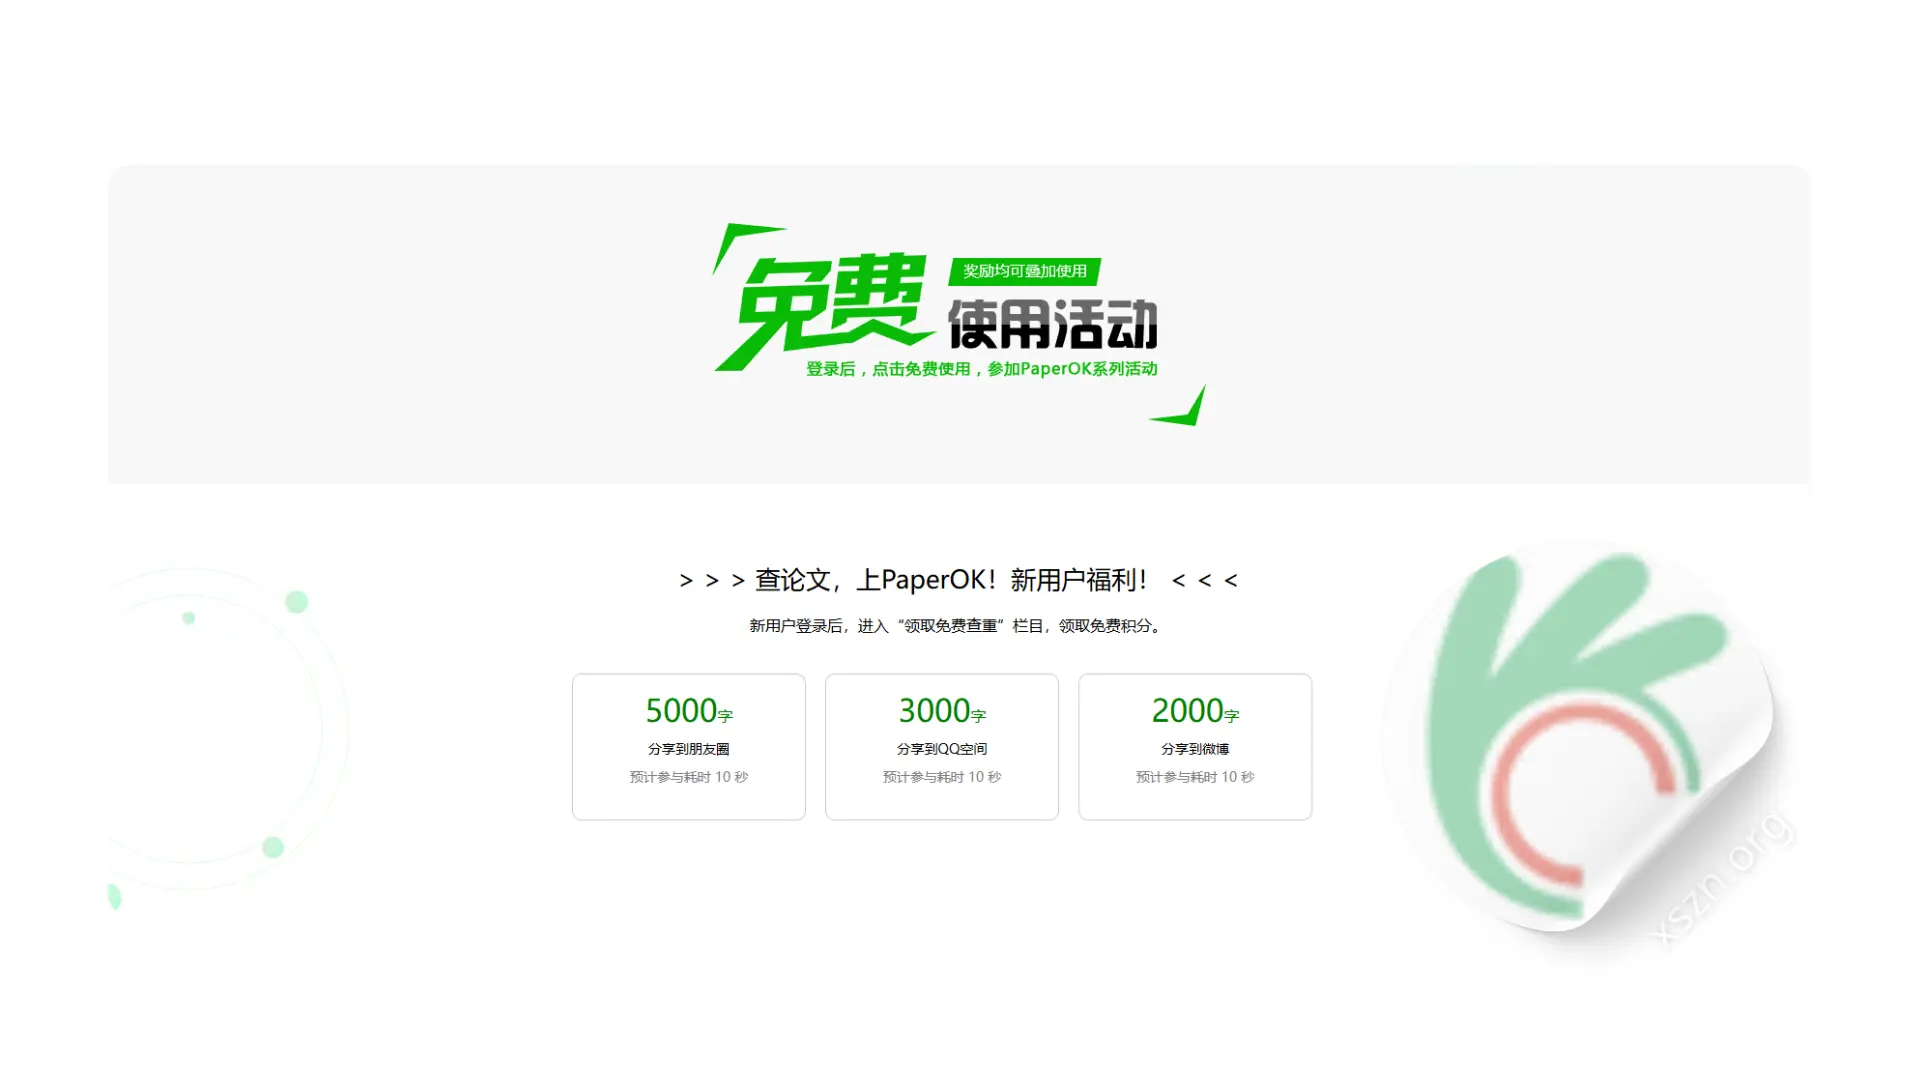 免费
奖励均可叠加使用
使用活动
登录后，点击免费使用，参加PaperOK系列活动
> > > 查论文，上PaperOK！新用户福利！ < < <
新用户登录后，进入“领取免费查重”栏目，领取免费积分。
5000字
分享到朋友圈
预计参与耗时 10 秒
3000字
分享到QQ空间
预计参与耗时 10 秒
2000字
分享到微博
预计参与耗时 10 秒
xszn.org